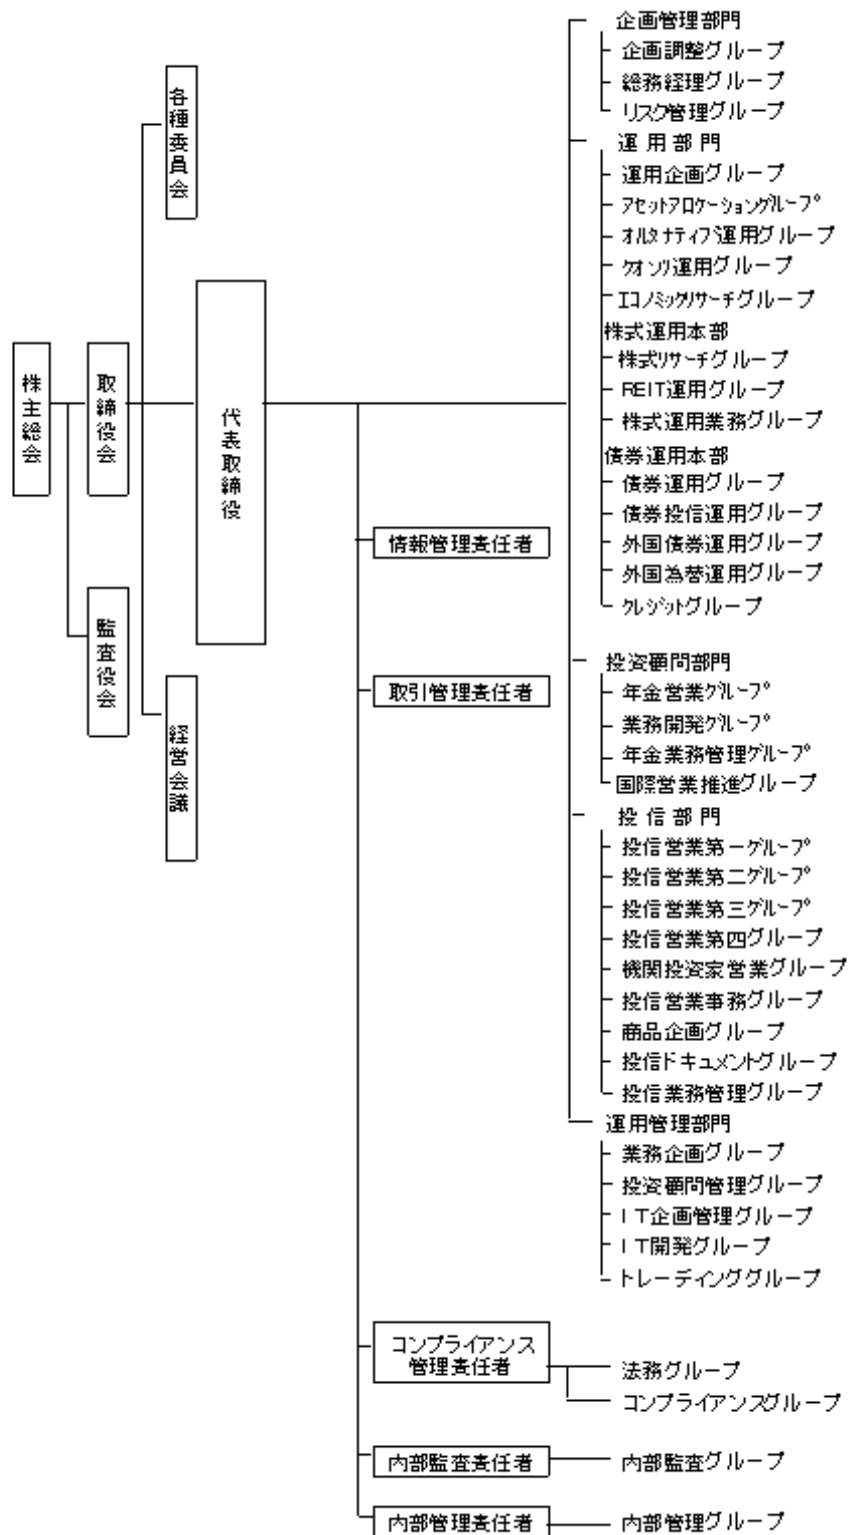 株主総会
取締役会
監査役会
各種委員会
経営会議
代表取締役
情報管理責任者
取引管理責任者
コンプライアンス
管理責任者
内部監査責任者
内部管理責任者
企画管理部門
企画調整グループ
総務経理グループ
リスク管理グループ
運用部門
運用企画グループ
アセットアロケーショングループ
オルタナティブ運用グループ
クオンツ運用グループ
エコノミックリサーチグループ
株式運用本部
株式リサーチグループ
REIT運用グループ
株式運用業務グループ
債券運用本部
債券運用グループ
債券投信運用グループ
外国債券運用グループ
外国為替運用グループ
クレジットグループ
投資顧問部門
年金営業グループ
業務開発グループ
年金業務管理グループ
国際営業推進グループ
投信部門
投信営業第一グループ
投信営業第二グループ
投信営業第三グループ
投信営業第四グループ
機関投資家営業グループ
投信営業事務グループ
商品企画グループ
投信ドキュメントグループ
投信業務管理グループ
運用管理部門
業務企画グループ
投資顧問管理グループ
IT企画管理グループ
IT開発グループ
トレーディンググループ
法務グループ
コンプライアンスグループ
内部監査グループ
内部管理グループ